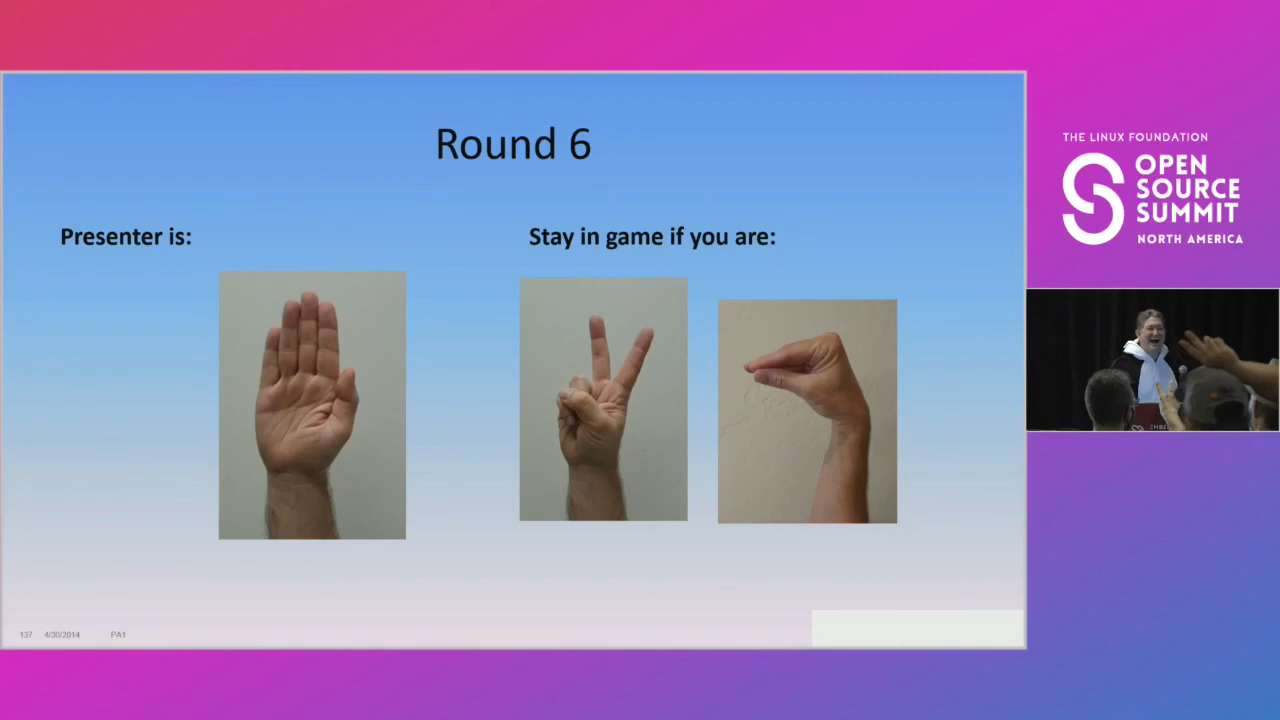 Round 6
Presenter is:
Stay in game if you are:
137 4/30/2014 PA1
THE LINUX FOUNDATION
OPEN
SOURCE
SUMMIT
NORTH AMERICA